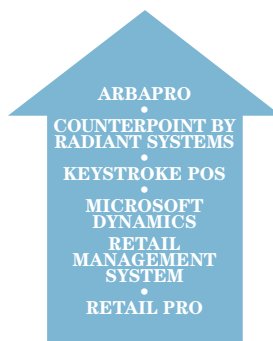 ARBAPRO
•
COUNTERPOINT BY
RADIANT SYSTEMS
•
KEYSTROKE POS
•
MICROSOFT
DYNAMICS
RETAIL
MANAGEMENT
SYSTEM
•
RETAIL PRO